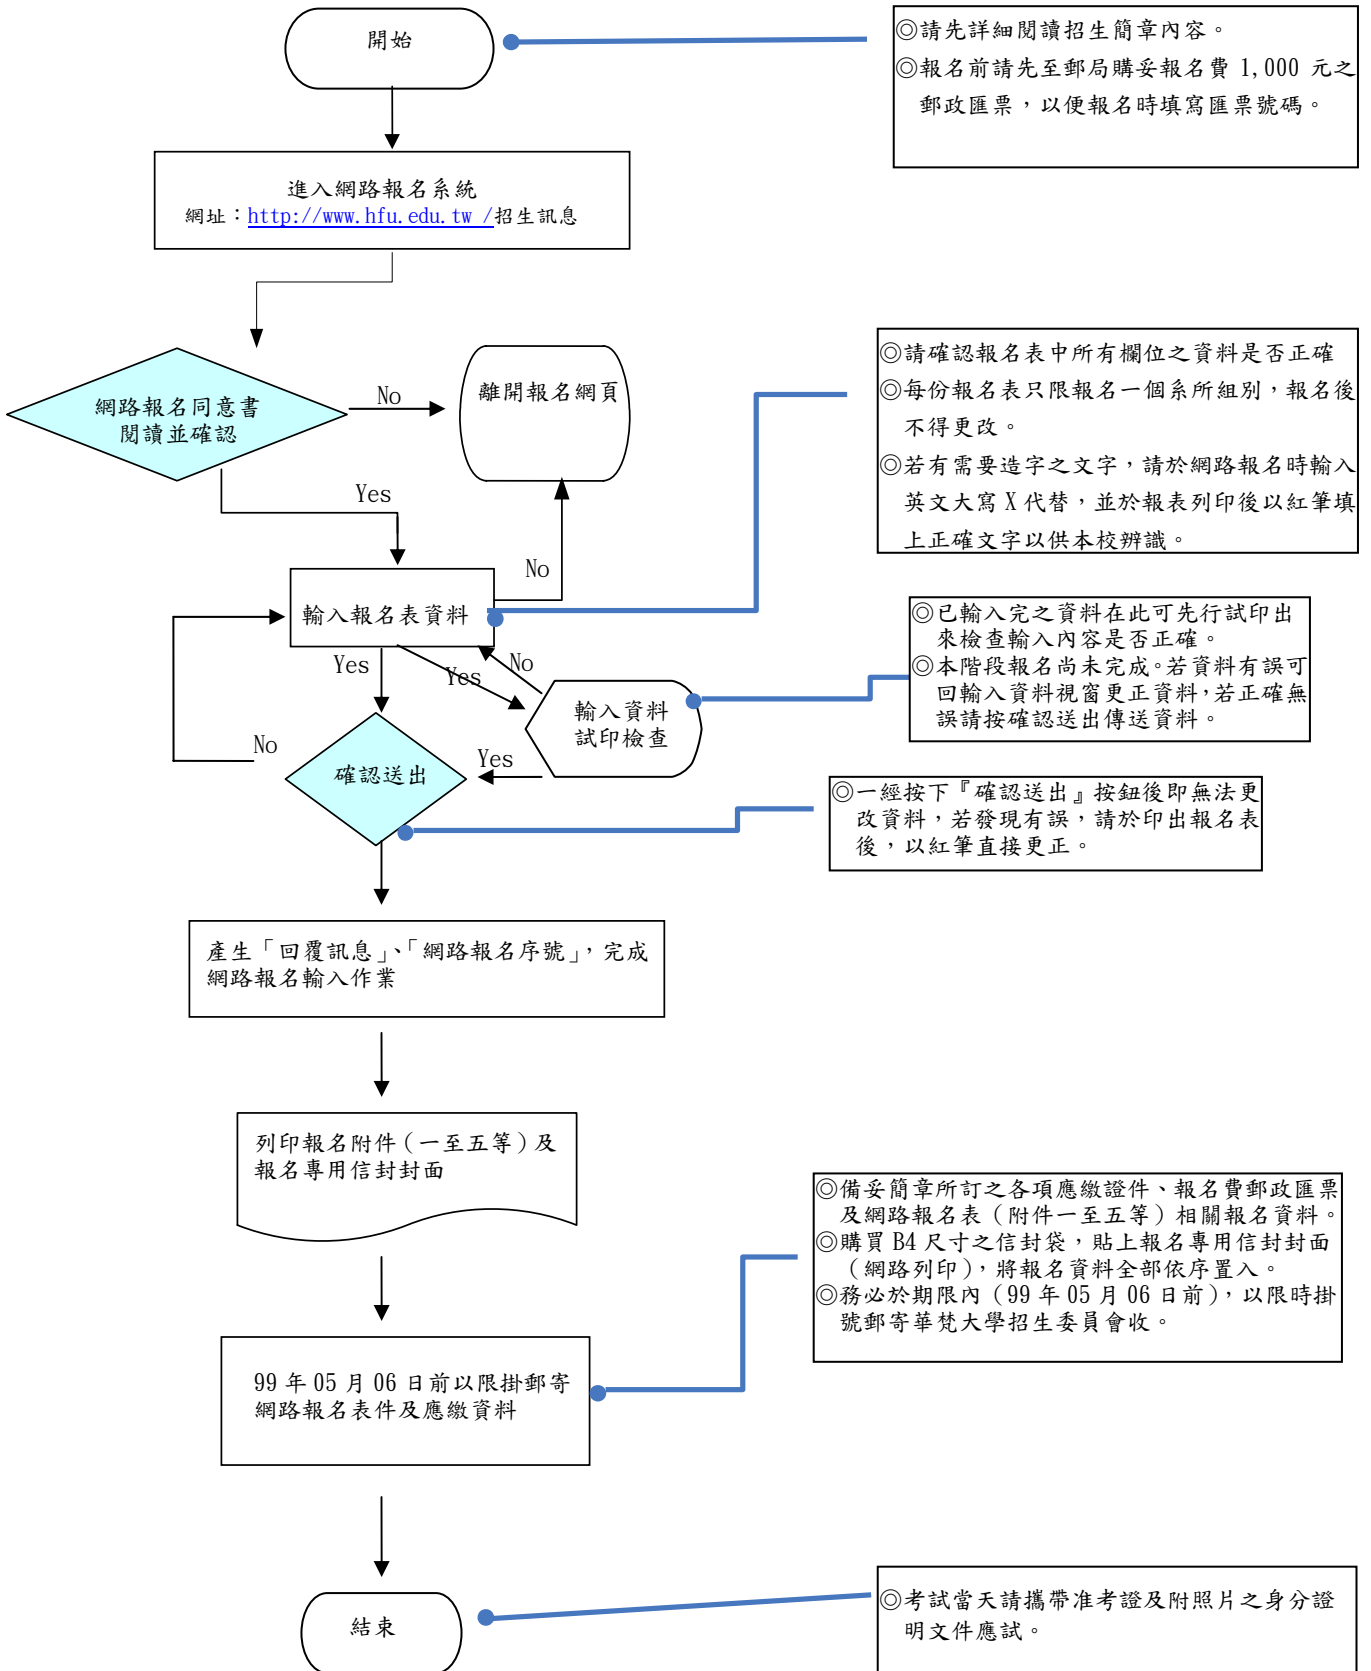 開始
◎請先詳細閱讀招生簡章內容。
◎報名前請先至郵局購妥報名費 1,000 元之
郵政匯票，以便報名時填寫匯票號碼。
進入網路報名系統
網址：http://www.hfu.edu.tw /招生訊息
網路報名同意書
閱讀並確認
No
離開報名網頁
◎請確認報名表中所有欄位之資料是否正確
◎每份報名表只限報名一個系所組別，報名後
不得更改。
◎若有需要造字之文字，請於網路報名時輸入
英文大寫 X 代替，並於報表列印後以紅筆填
上正確文字以供本校辨識。
Yes
No
輸入報名表資料
◎已輸入完之資料在此可先行試印出
來檢查輸入內容是否正確。
◎本階段報名尚未完成。若資料有誤可
回輸入資料視窗更正資料，若正確無
誤請按確認送出傳送資料。
Yes
Yes
No
輸入資料
試印檢查
No
Yes
確認送出
◎一經按下『確認送出』按鈕後即無法更
改資料，若發現有誤，請於印出報名表
後，以紅筆直接更正。
產生「回覆訊息」、「網路報名序號」，完成
網路報名輸入作業
列印報名附件（一至五等）及
報名專用信封封面
◎備妥簡章所訂之各項應繳證件、報名費郵政匯票
及網路報名表（附件一至五等）相關報名資料。
◎購買 B4 尺寸之信封袋，貼上報名專用信封封面
（網路列印），將報名資料全部依序置入。
◎務必於期限內（99 年 05 月 06 日前），以限時掛
號郵寄華梵大學招生委員會收。
99 年 05 月 06 日前以限掛郵寄
網路報名表件及應繳資料
結束
◎考試當天請攜帶准考證及附照片之身分證
明文件應試。